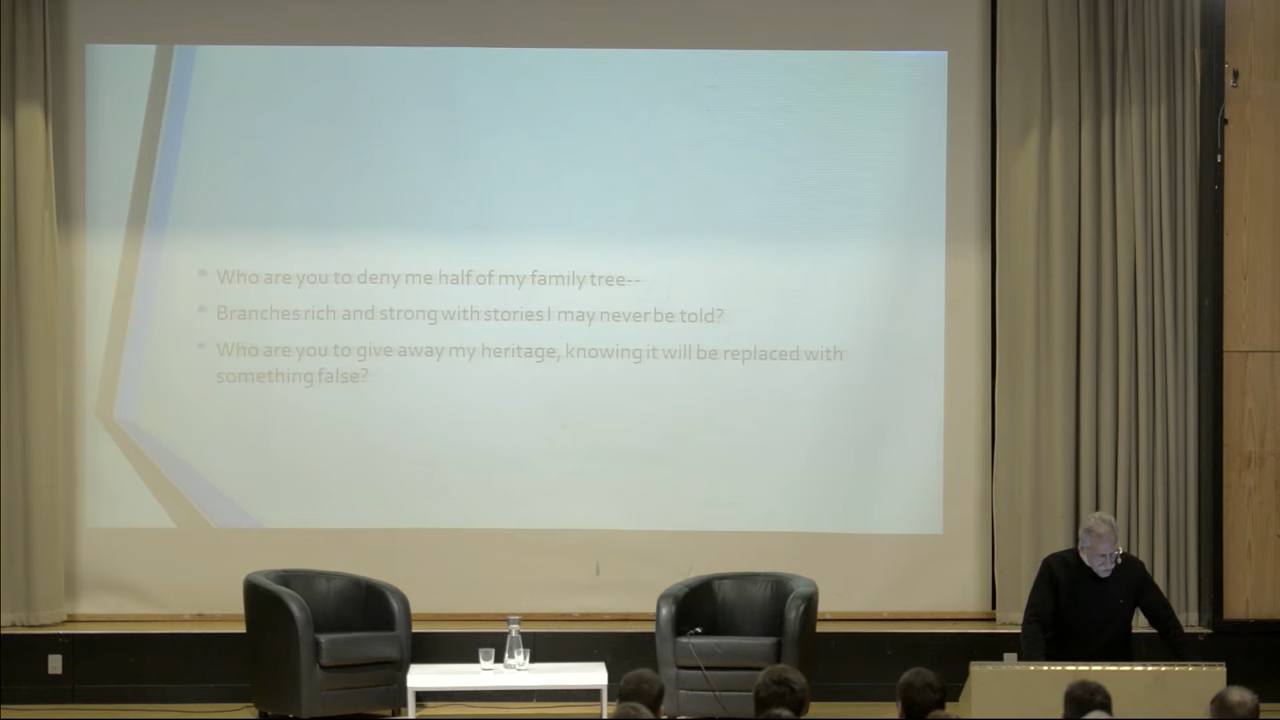 Who are you to deny me half of my family tree--
Branches rich and strong with stories I may never be told?
Who are you to give away my heritage, knowing it will be replaced with
something false?